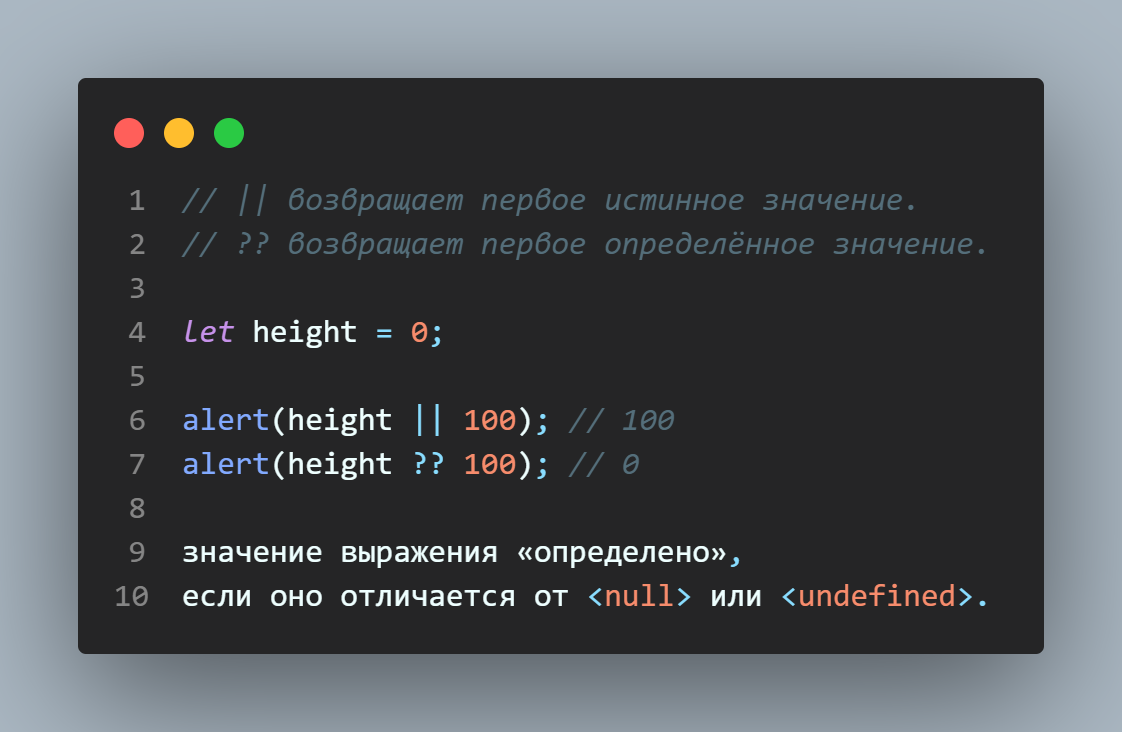 1 // || возвращает первое истинное значение.
2 // ?? возвращает первое определённое значение.
3
4 let height = 0;
5
6 alert(height || 100); // 100
7 alert(height ?? 100); // 0
8
9 значение выражения «определено»,
10 если оно отличается от <null> или <undefined>.